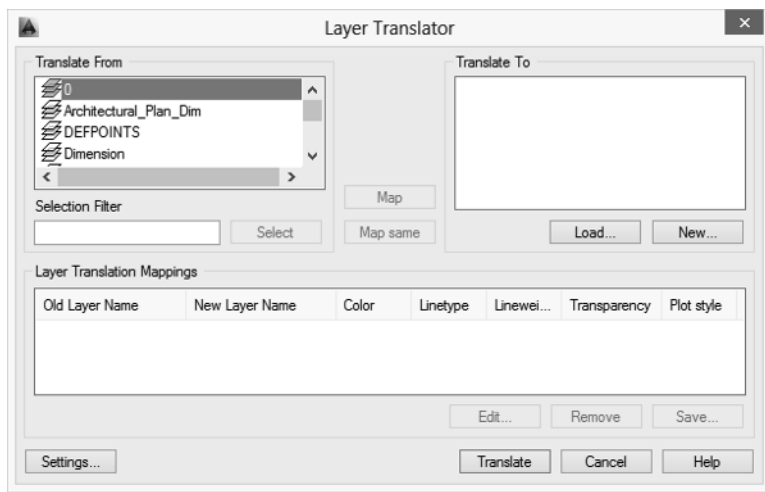 Layer Translator
Translate From
0
Architectural_Plan_Dim
DEFPOINTS
Dimension
Selection Filter
Select
Map
Map same
Translate To
Load...
New...
Layer Translation Mappings
Old Layer Name New Layer Name Color Linetype Linewei... Transparency Plot style
Edit... Remove Save...
Settings... Translate Cancel Help